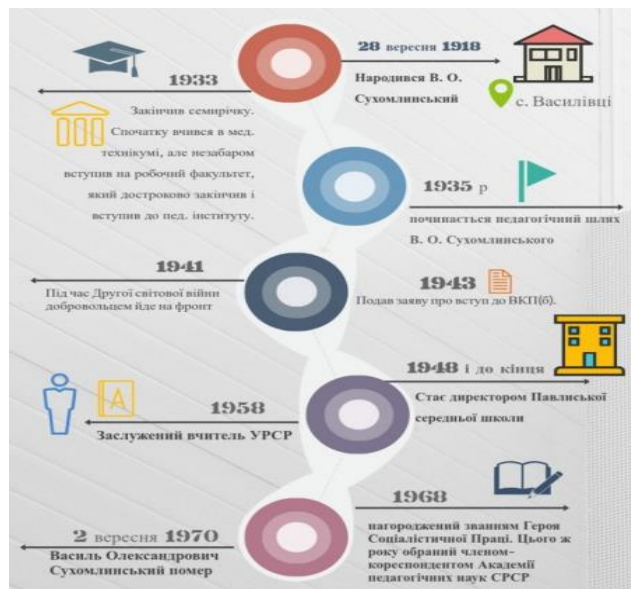 28 вересня 1918
Народився В. О.
Сухомлинський
с. Василівці
1933
Закінчив семирічку.
Спочатку вчився в мед.
технікумі, але незабаром
вступив на робочий факультет,
який достроково закінчив і
вступив до пед. інституту.
1935 р
починається педагогічний шлях
В. О. Сухомлинського
1941
Під час Другої світової війни
добровольцем йде на фронт
1943
Подав заяву про вступ до ВКП(б).
1948 і до кінця
Стає директором Павлиської
середньої школи
A
1958
Заслужений вчитель УРСР
1968
нагороджений званням Героя
Соціалістичної Праці. Цього ж
року обраний членом-
кореспондентом Академії
педагогічних наук СРСР
2 вересня 1970
Василь Олександрович
Сухомлинський помер